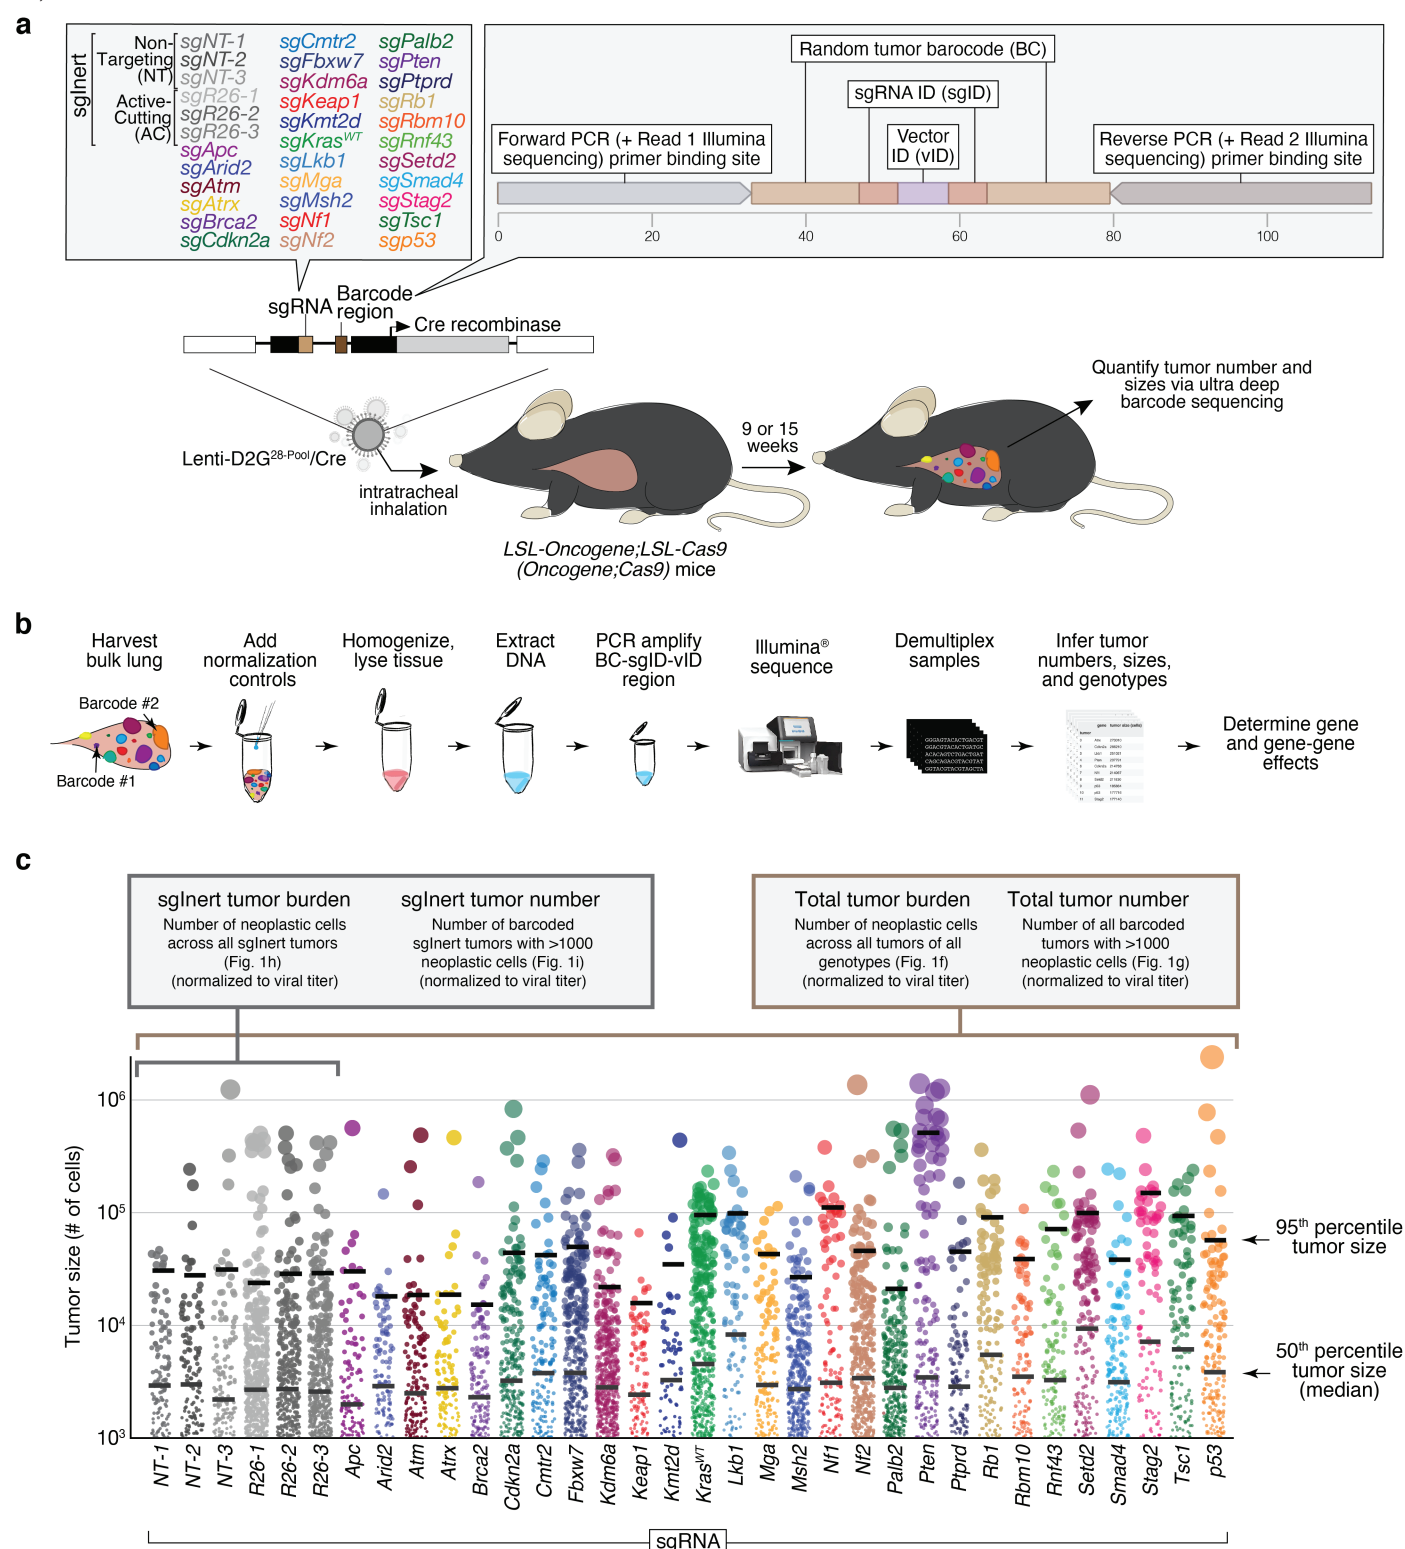 a
sgInert
Non-
Targeting
(NT)
Active-
Cutting
(AC)
sgNT-1
sgNT-2
sgNT-3
sgR26-1
sgR26-2
sgR26-3
sgApc
sgArid2
sgAtm
sgAtrx
sgBrca2
sgCdkn2a
sgCmtr2
sgFbxw7
sgKdm6a
sgKeap1
sgKmt2d
sgKrasWT
sgLkb1
sgMga
sgMsh2
sgNf1
sgNf2
sgPalb2
sgPten
sgPtprd
sgRb1
sgRbm10
sgRnf43
sgSetd2
sgSmad4
sgStag2
sgTsc1
sgp53
Random tumor barocode (BC)
sgRNA ID (sgID)
Vector
ID (vID)
Forward PCR (+ Read 1 Illumina
sequencing) primer binding site
Reverse PCR (+ Read 2 Illumina
sequencing) primer binding site
0 20 40 60 80 100
sgRNA
Barcode
region
Cre recombinase
Lenti-D2G28-Pool/Cre
intratracheal
inhalation
9 or 15
weeks
Quantify tumor number and
sizes via ultra deep
barcode sequencing
LSL-Oncogene;LSL-Cas9
(Oncogene;Cas9) mice
b
Harvest
bulk lung
Barcode #2
Barcode #1
Add
normalization
controls
Homogenize,
lyse tissue
Extract
DNA
PCR amplify
BC-sgID-vID
region
Illumina®
sequence
Demultiplex
samples
GGGAGTACACTGACGT
GGACGTACACTGATGC
ACACAGTCTGACTGAT
CAGCAGACGTACGTAT
GGTACGTACGTAGCTA
Infer tumor
numbers, sizes,
and genotypes
gene tumor size (cells)
tumor
Determine gene
and gene-gene
effects
c
sgInert tumor burden
Number of neoplastic cells
across all sgInert tumors
(Fig. 1h)
(normalized to viral titer)
sgInert tumor number
Number of barcoded
sgInert tumors with >1000
neoplastic cells (Fig. 1i)
(normalized to viral titer)
Total tumor burden
Number of neoplastic cells
across all tumors of all
genotypes (Fig. 1f)
(normalized to viral titer)
Total tumor number
Number of all barcoded
tumors with >1000
neoplastic cells (Fig. 1g)
(normalized to viral titer)
Tumor size (# of cells)
10⁶
10⁵
10⁴
10³
95th percentile
tumor size
50th percentile
tumor size
(median)
NT-1
NT-2
NT-3
R26-1
R26-2
R26-3
Apc
Arid2
Atm
Atrx
Brca2
Cdkn2a
Cmtr2
Fbxw7
Kdm6a
Keap1
Kmt2d
KrasWT
Lkb1
Mga
Msh2
Nf1
Nf2
Palb2
Pten
Ptprd
Rb1
Rbm10
Rnf43
Setd2
Smad4
Stag2
Tsc1
p53
sgRNA